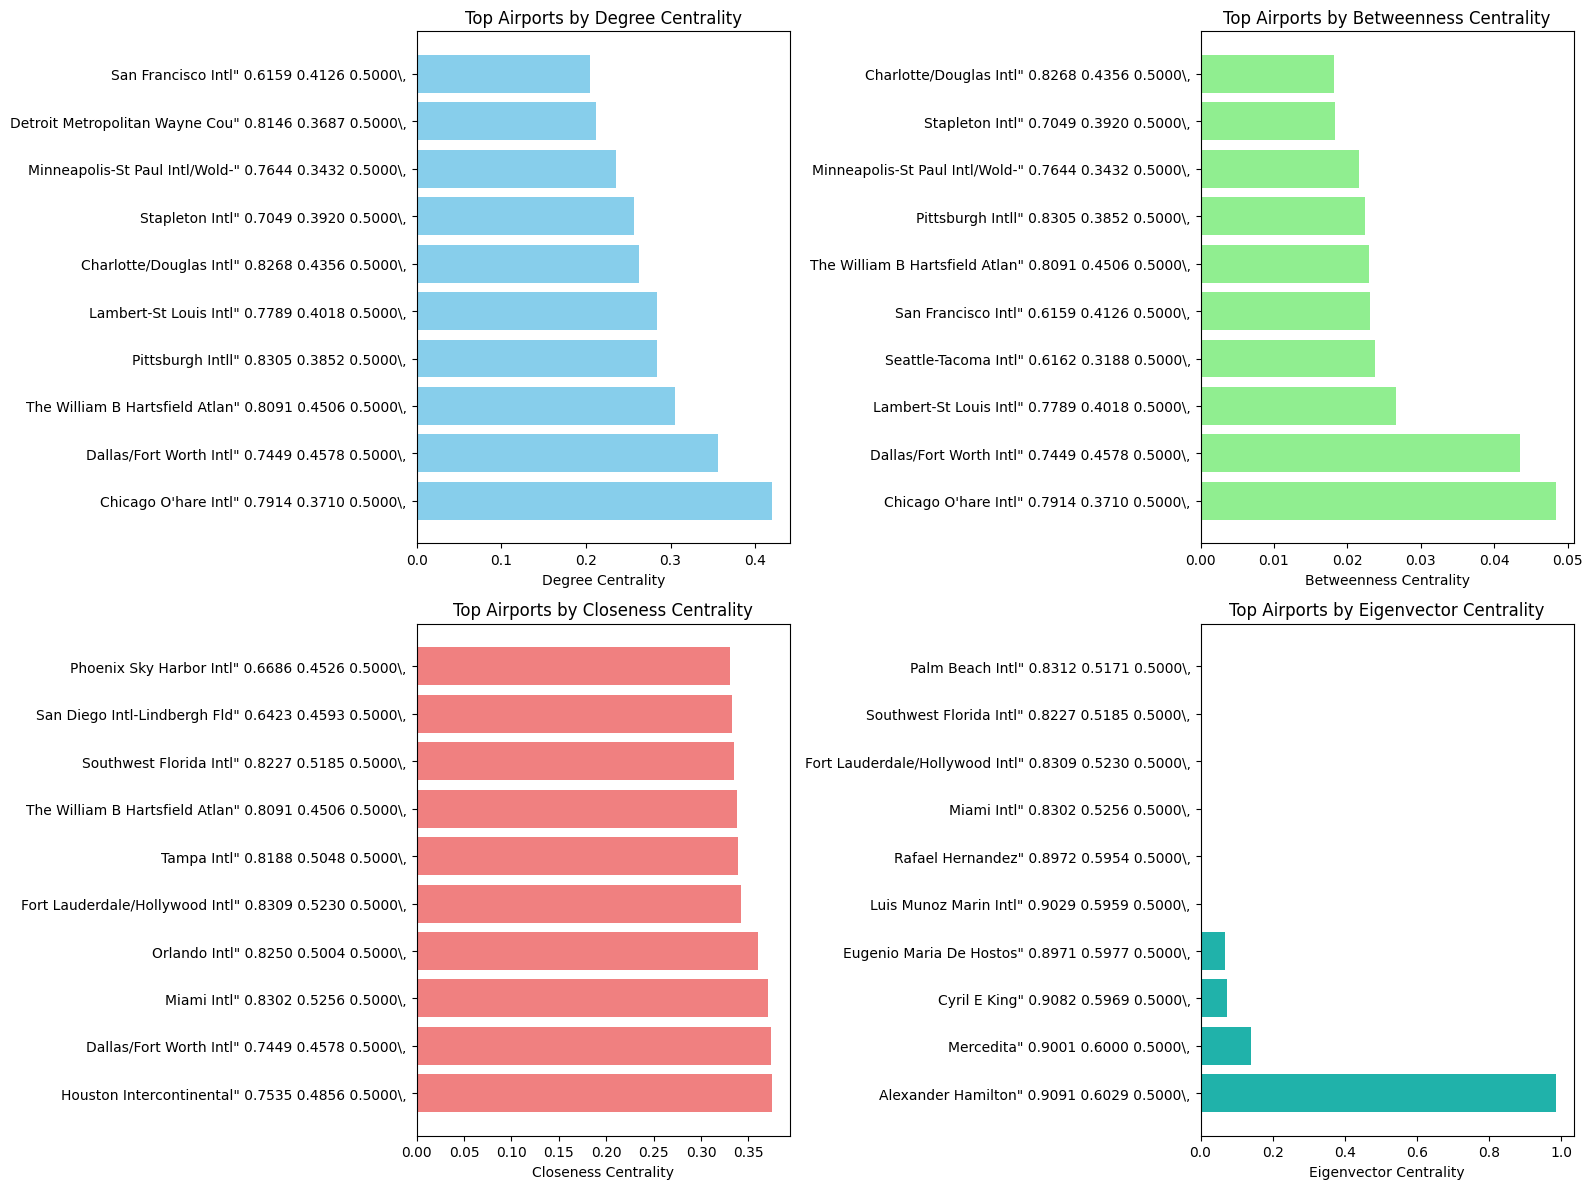 Top Airports by Degree Centrality
San Francisco Intl" 0.6159 0.4126 0.5000\,
Detroit Metropolitan Wayne Cou" 0.8146 0.3687 0.5000\,
Minneapolis-St Paul Intl/Wold-" 0.7644 0.3432 0.5000\,
Stapleton Intl" 0.7049 0.3920 0.5000\,
Charlotte/Douglas Intl" 0.8268 0.4356 0.5000\,
Lambert-St Louis Intl" 0.7789 0.4018 0.5000\,
Pittsburgh Intll" 0.8305 0.3852 0.5000\,
The William B Hartsfield Atlan" 0.8091 0.4506 0.5000\,
Dallas/Fort Worth Intl" 0.7449 0.4578 0.5000\,
Chicago O'hare Intl" 0.7914 0.3710 0.5000\,
0.0 0.1 0.2 0.3 0.4
Degree Centrality
Top Airports by Betweenness Centrality
Charlotte/Douglas Intl" 0.8268 0.4356 0.5000\,
Stapleton Intl" 0.7049 0.3920 0.5000\,
Minneapolis-St Paul Intl/Wold-" 0.7644 0.3432 0.5000\,
Pittsburgh Intll" 0.8305 0.3852 0.5000\,
The William B Hartsfield Atlan" 0.8091 0.4506 0.5000\,
San Francisco Intl" 0.6159 0.4126 0.5000\,
Seattle-Tacoma Intl" 0.6162 0.3188 0.5000\,
Lambert-St Louis Intl" 0.7789 0.4018 0.5000\,
Dallas/Fort Worth Intl" 0.7449 0.4578 0.5000\,
Chicago O'hare Intl" 0.7914 0.3710 0.5000\,
0.00 0.01 0.02 0.03 0.04 0.05
Betweenness Centrality
Top Airports by Closeness Centrality
Phoenix Sky Harbor Intl" 0.6686 0.4526 0.5000\,
San Diego Intl-Lindbergh Fld" 0.6423 0.4593 0.5000\,
Southwest Florida Intl" 0.8227 0.5185 0.5000\,
The William B Hartsfield Atlan" 0.8091 0.4506 0.5000\,
Tampa Intl" 0.8188 0.5048 0.5000\,
Fort Lauderdale/Hollywood Intl" 0.8309 0.5230 0.5000\,
Orlando Intl" 0.8250 0.5004 0.5000\,
Miami Intl" 0.8302 0.5256 0.5000\,
Dallas/Fort Worth Intl" 0.7449 0.4578 0.5000\,
Houston Intercontinental" 0.7535 0.4856 0.5000\,
0.00 0.05 0.10 0.15 0.20 0.25 0.30 0.35
Closeness Centrality
Top Airports by Eigenvector Centrality
Palm Beach Intl" 0.8312 0.5171 0.5000\,
Southwest Florida Intl" 0.8227 0.5185 0.5000\,
Fort Lauderdale/Hollywood Intl" 0.8309 0.5230 0.5000\,
Miami Intl" 0.8302 0.5256 0.5000\,
Rafael Hernandez" 0.8972 0.5954 0.5000\,
Luis Munoz Marin Intl" 0.9029 0.5959 0.5000\,
Eugenio Maria De Hostos" 0.8971 0.5977 0.5000\,
Cyril E King" 0.9082 0.5969 0.5000\,
Mercedita" 0.9001 0.6000 0.5000\,
Alexander Hamilton" 0.9091 0.6029 0.5000\,
0.0 0.2 0.4 0.6 0.8 1.0
Eigenvector Centrality